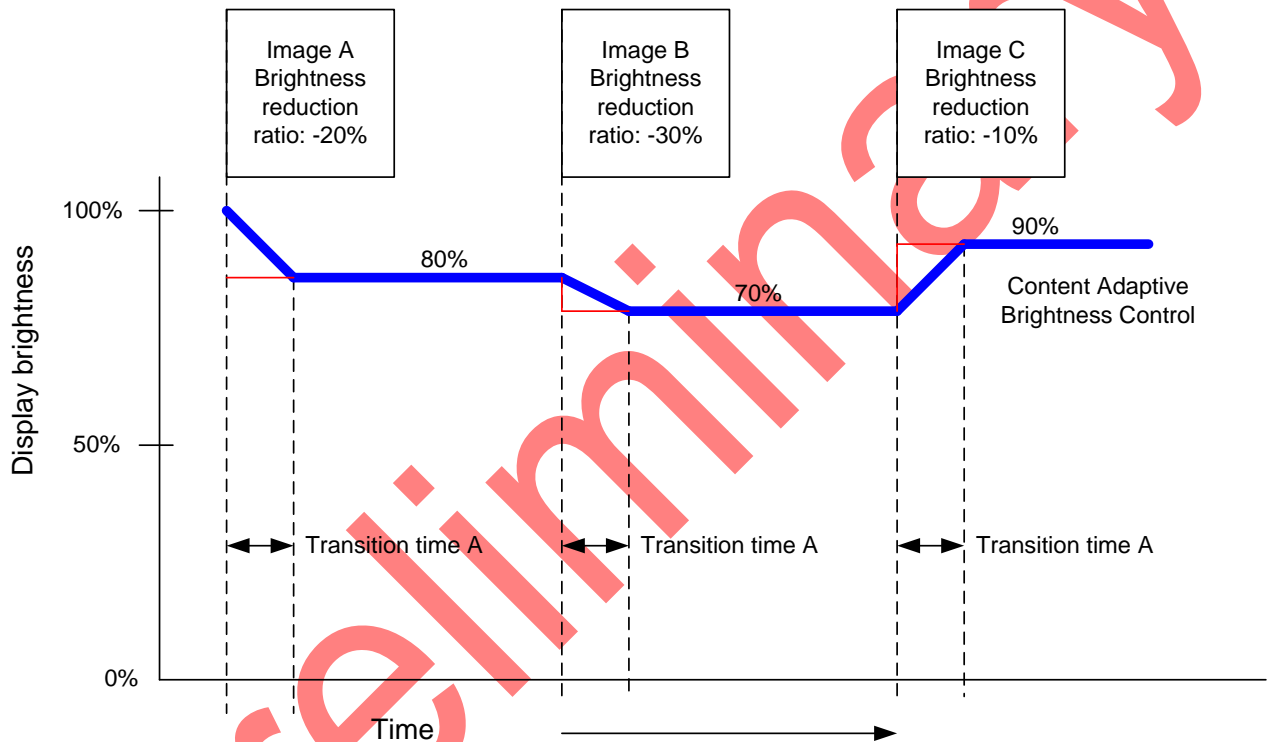 Image A
Brightness
reduction
ratio: -20%
Image B
Brightness
reduction
ratio: -30%
Image C
Brightness
reduction
ratio: -10%
100%
80%
70%
90%
Content Adaptive
Brightness Control
Display brightness
50%
Transition time A
Transition time A
Transition time A
0%
Time
eliminary